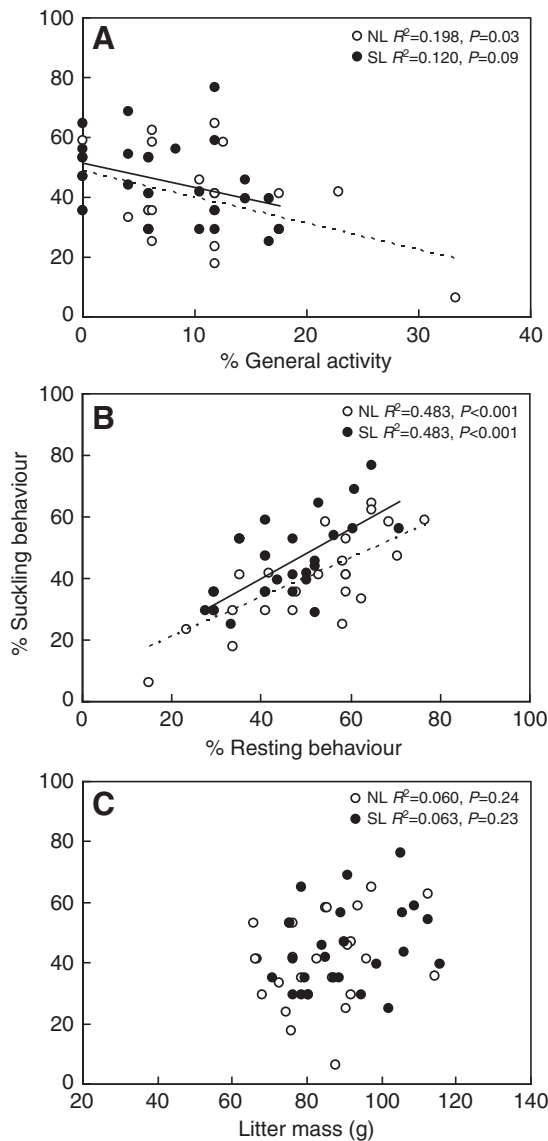 A
NL R²=0.198, P=0.03
SL R²=0.120, P=0.09
100
80
60
40
20
0
0 10 20 30 40
% General activity
B
NL R²=0.483, P<0.001
SL R²=0.483, P<0.001
100
80
60
40
20
0
% Suckling behaviour
0 20 40 60 80 100
% Resting behaviour
C
NL R²=0.060, P=0.24
SL R²=0.063, P=0.23
100
80
60
40
20
0
20 40 60 80 100 120 140
Litter mass (g)